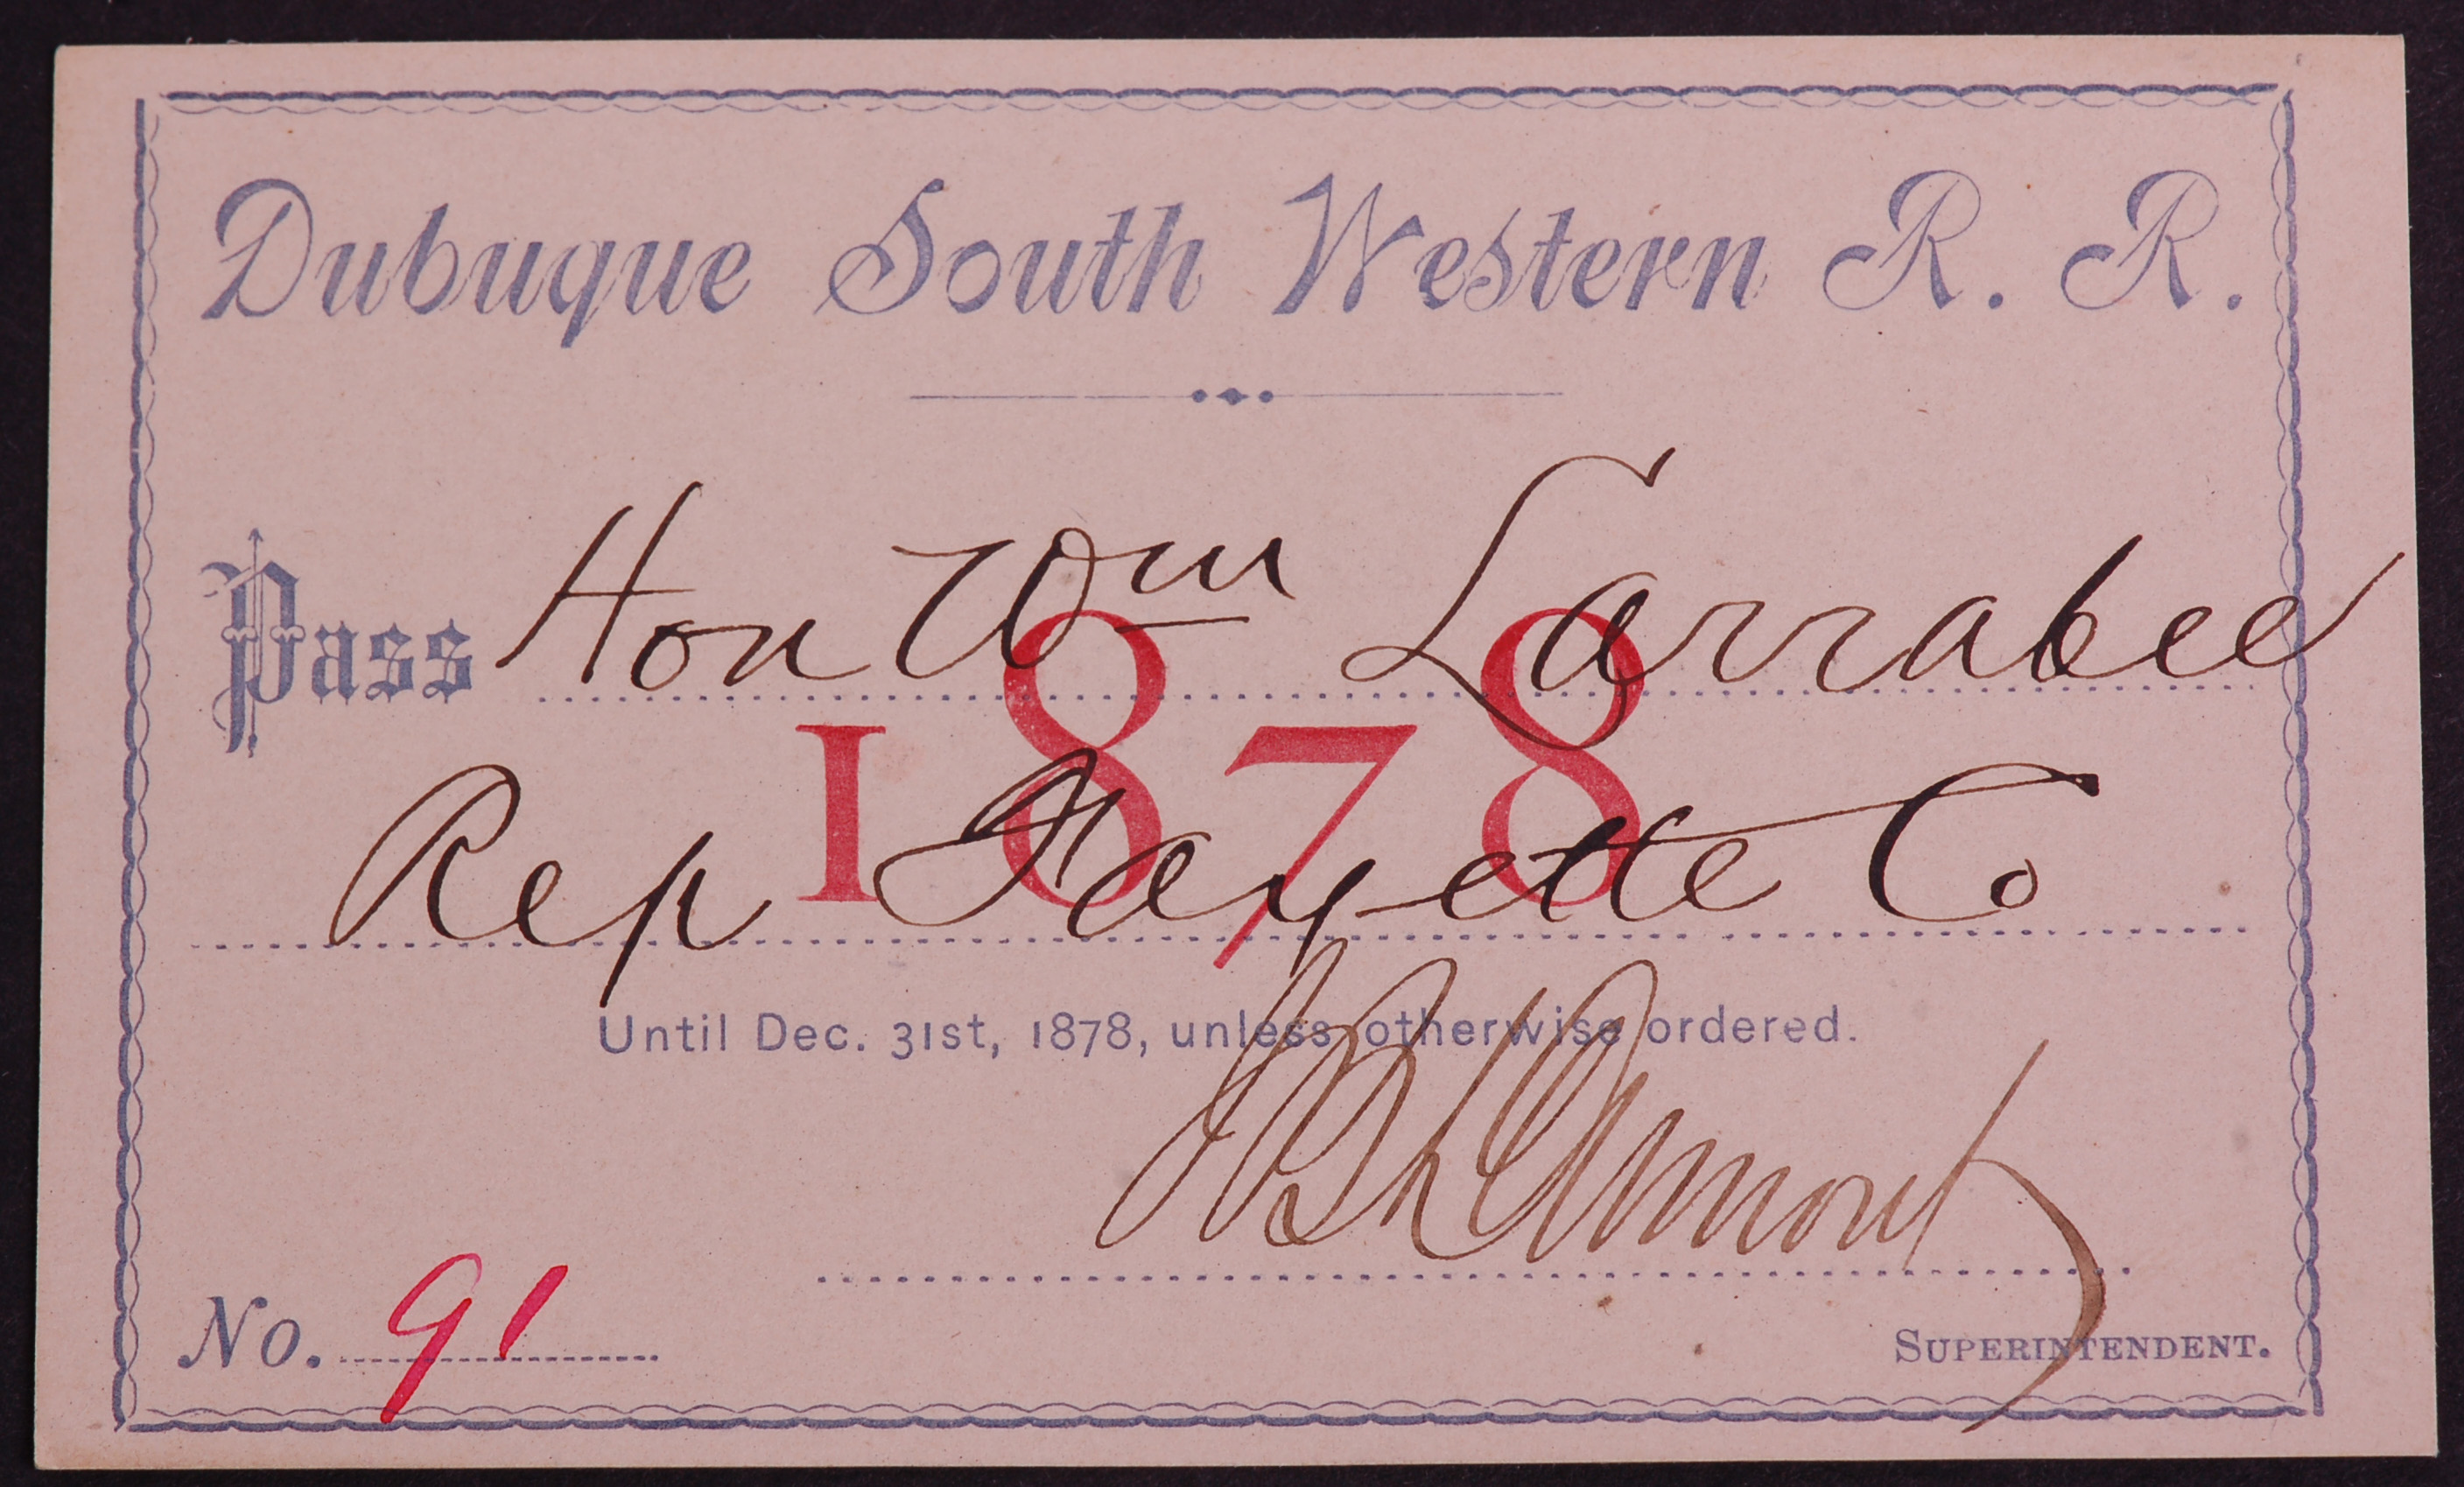 Dubuque South Western R. R.
Pass Hon Wm Larrabee
1878
Rep Fayette Co
Until Dec. 31st, 1878, unless otherwise ordered.
No. 91
SUPERINTENDENT.